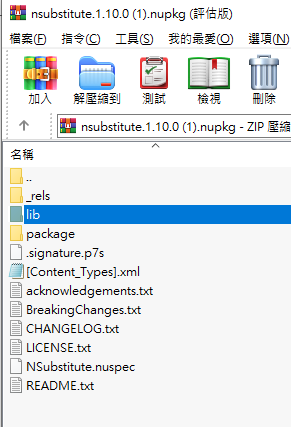 nsubstitute.1.10.0 (1).nupkg (評估版)
檔案(F) 指令(C) 工具(S) 我的最愛(O) 選項(N)
加入 解壓縮到 測試 檢視 刪除
nsubstitute.1.10.0 (1).nupkg - ZIP 壓縮
名稱
..
_rels
lib
package
.signature.p7s
[Content_Types].xml
acknowledgements.txt
BreakingChanges.txt
CHANGELOG.txt
LICENSE.txt
NSubstitute.nuspec
README.txt